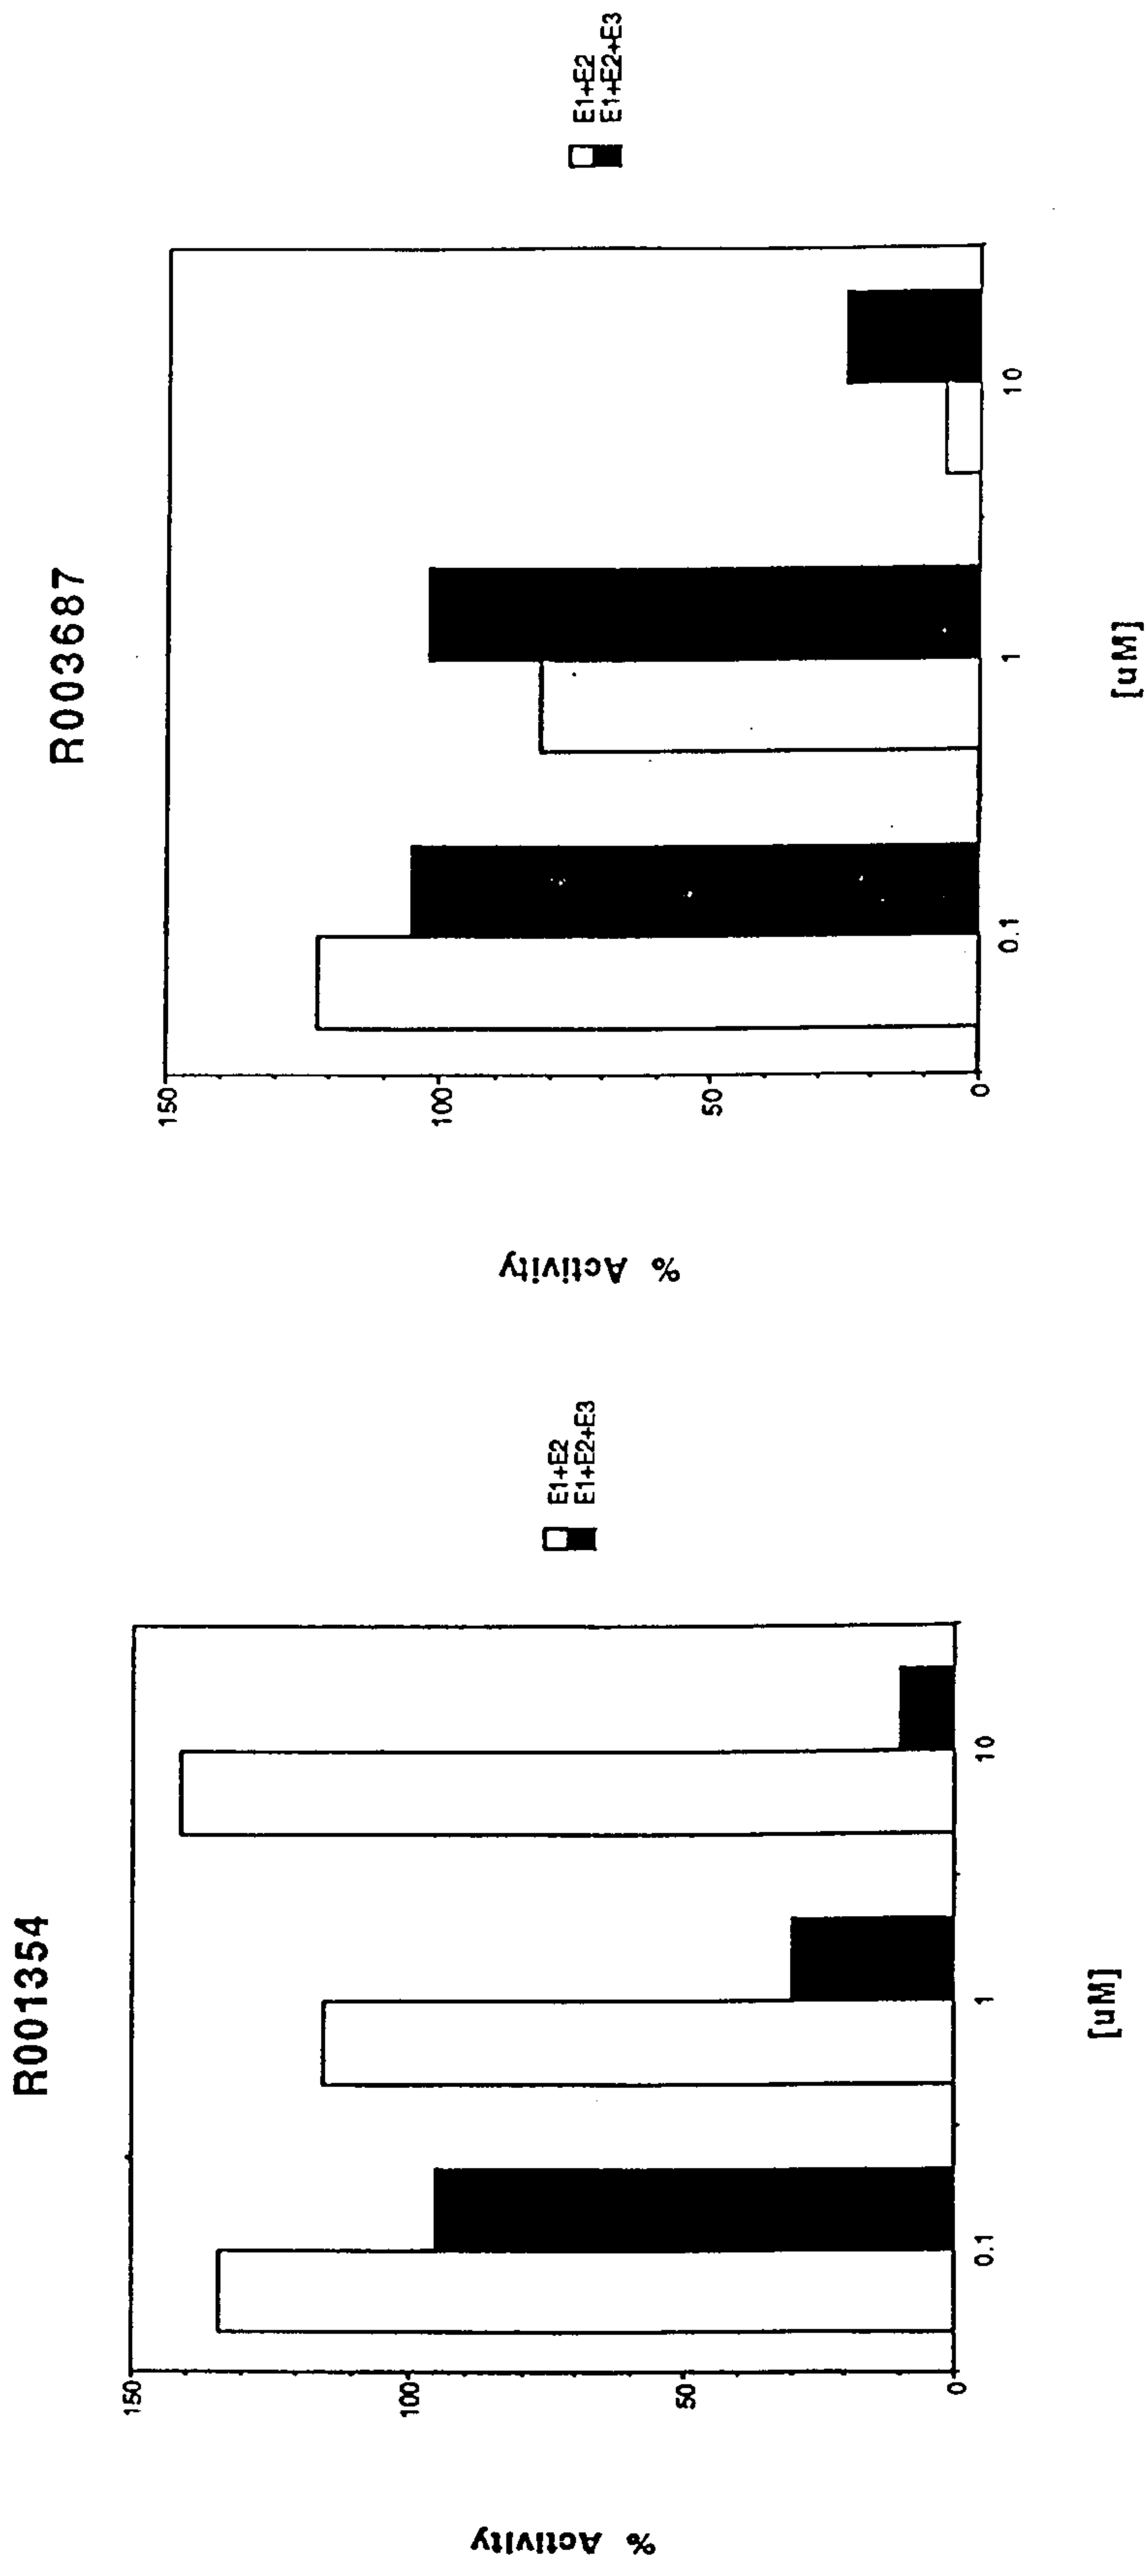 R001354
% Activity
150
100
50
0
0.1
1
10
[uM]
E1+E2
E1+E2+E3
R003687
% Activity
150
100
50
0
0.1
1
10
[uM]
E1+E2
E1+E2+E3